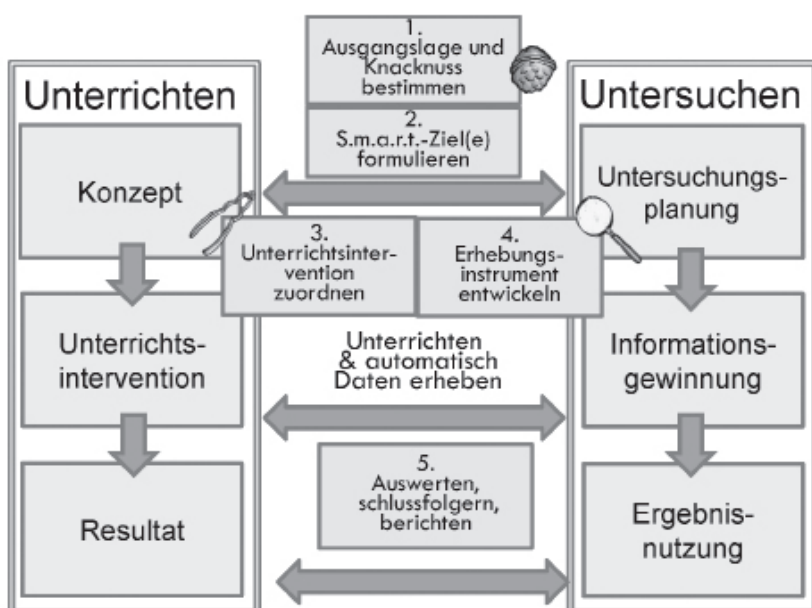 1.
Ausgangslage und
Knacknuss
bestimmen
Unterrichten
Untersuchen
2.
S.m.a.r.t.-Ziel(e)
formulieren
Konzept
Untersuchungs-
planung
3.
Unterrichtsinter-
vention
zuordnen
4.
Erhebungs-
instrument
entwickeln
Unterrichts-
intervention
Unterrichten
& automatisch
Daten erheben
Informations-
gewinnung
5.
Auswerten,
schlussfolgern,
berichten
Resultat
Ergebnis-
nutzung